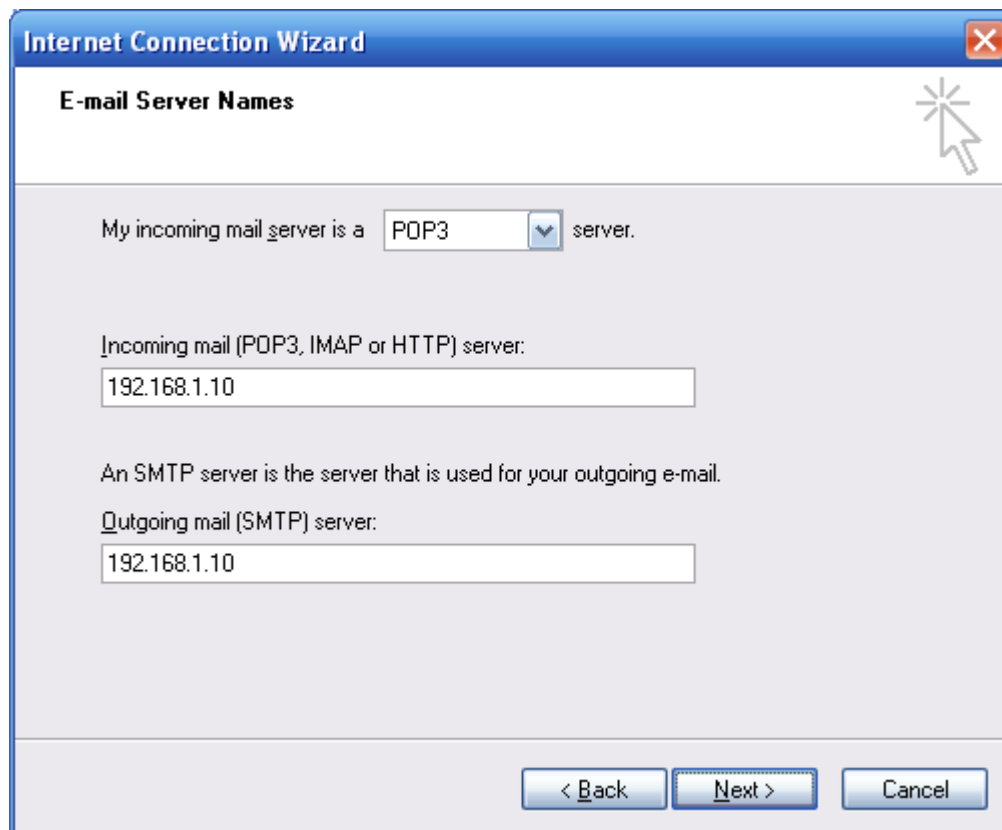 Internet Connection Wizard
E-mail Server Names
My incoming mail server is a POP3 server.
Incoming mail (POP3, IMAP or HTTP) server:
192.168.1.10
An SMTP server is the server that is used for your outgoing e-mail.
Outgoing mail (SMTP) server:
192.168.1.10
< Back Next > Cancel